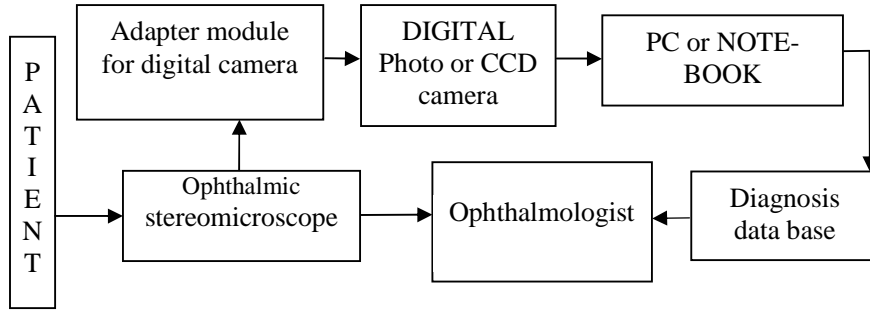 PATIENT
Adapter module
for digital camera
DIGITAL
Photo or CCD
camera
PC or NOTE-
BOOK
Ophthalmic
stereomicroscope
Ophthalmologist
Diagnosis
data base